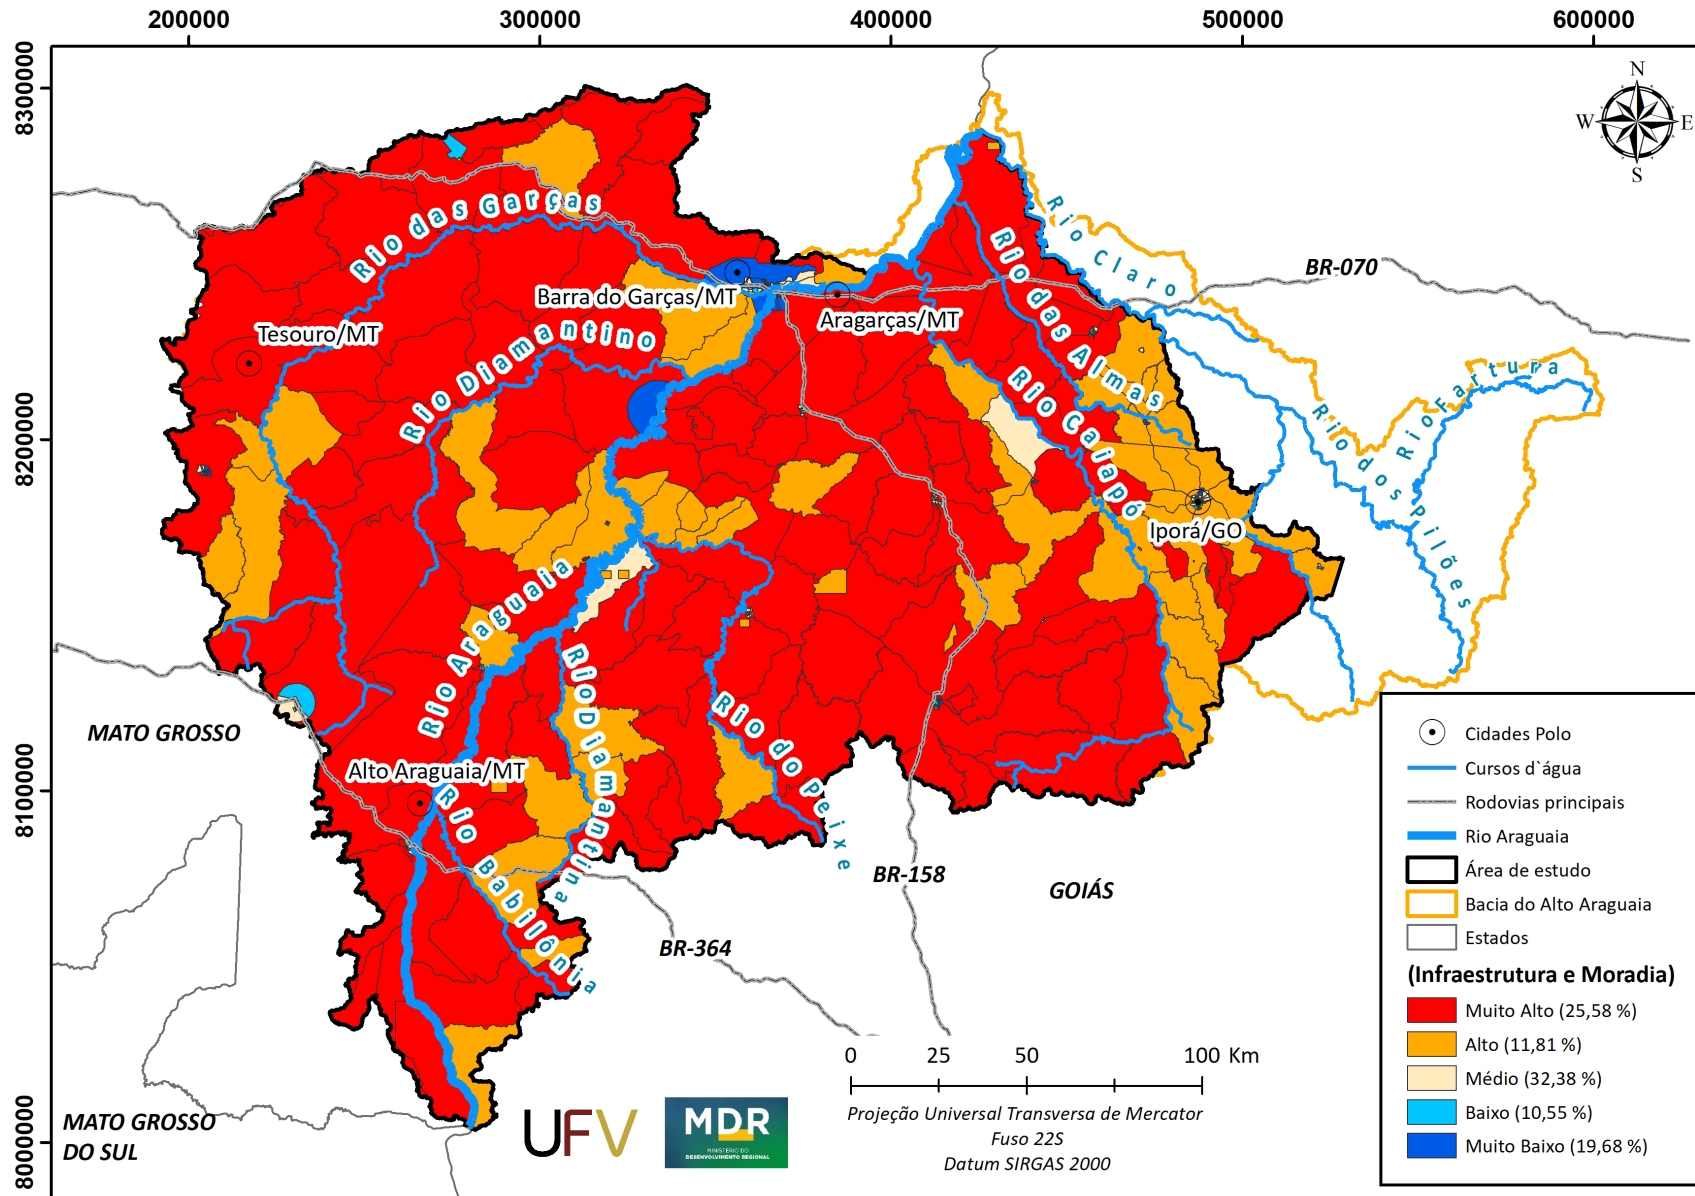 200000
300000
400000
500000
600000
8300000
8200000
8100000
8000000
N
W
E
S
Rio das Garças
Rio Claro
BR-070
Barra do Garças/MT
Aragarças/MT
Tesouro/MT
Rio Diamantino
Rio das Almas
Rio Caiapó
Rio Fartura
Rio dos Pilões
Iporá/GO
Rio Araguaia
Rio Diamantina
Rio do Peixe
MATO GROSSO
Alto Araguaia/MT
Rio Babilônia
BR-158
GOIÁS
BR-364
MATO GROSSO
DO SUL
UFV
MDR
MINISTÉRIO DO
DESENVOLVIMENTO REGIONAL
0 25 50 100 Km
Projeção Universal Transversa de Mercator
Fuso 22S
Datum SIRGAS 2000
Cidades Polo
Cursos d`água
Rodovias principais
Rio Araguaia
Área de estudo
Bacia do Alto Araguaia
Estados
(Infraestrutura e Moradia)
Muito Alto (25,58 %)
Alto (11,81 %)
Médio (32,38 %)
Baixo (10,55 %)
Muito Baixo (19,68 %)